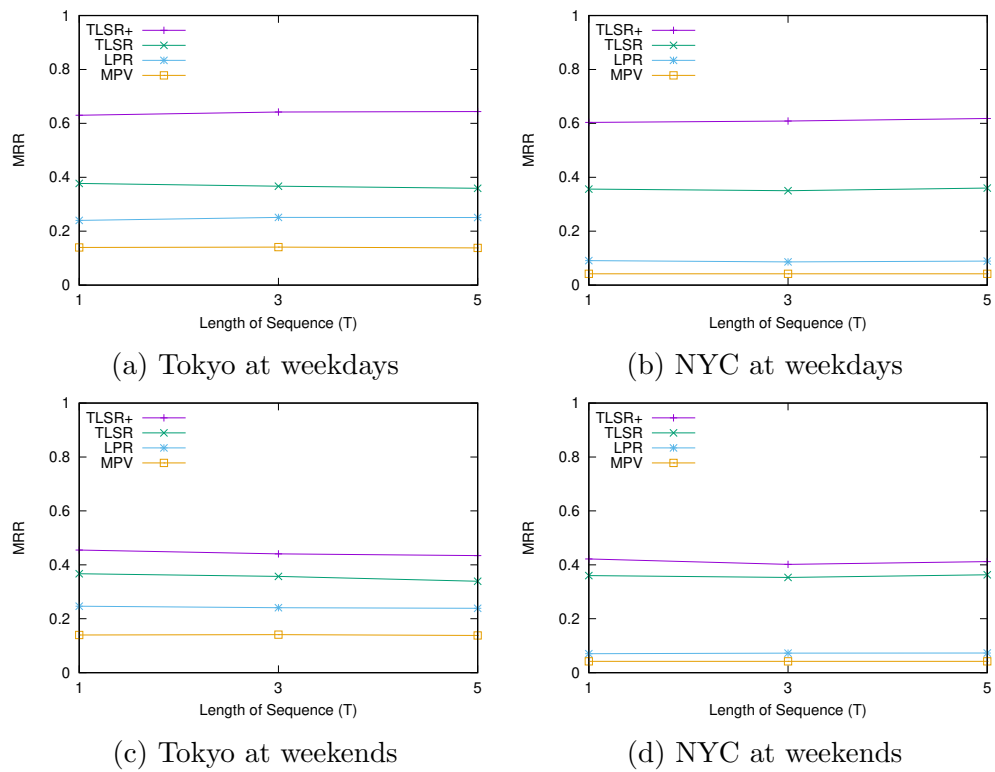 1
0.8
0.6
0.4
0.2
0
TLSR+
TLSR
LPR
MPV
MRR
1 3 5
Length of Sequence (T)
(a) Tokyo at weekdays
1
0.8
0.6
0.4
0.2
0
TLSR+
TLSR
LPR
MPV
MRR
1 3 5
Length of Sequence (T)
(b) NYC at weekdays
1
0.8
0.6
0.4
0.2
0
TLSR+
TLSR
LPR
MPV
MRR
1 3 5
Length of Sequence (T)
(c) Tokyo at weekends
1
0.8
0.6
0.4
0.2
0
TLSR+
TLSR
LPR
MPV
MRR
1 3 5
Length of Sequence (T)
(d) NYC at weekends